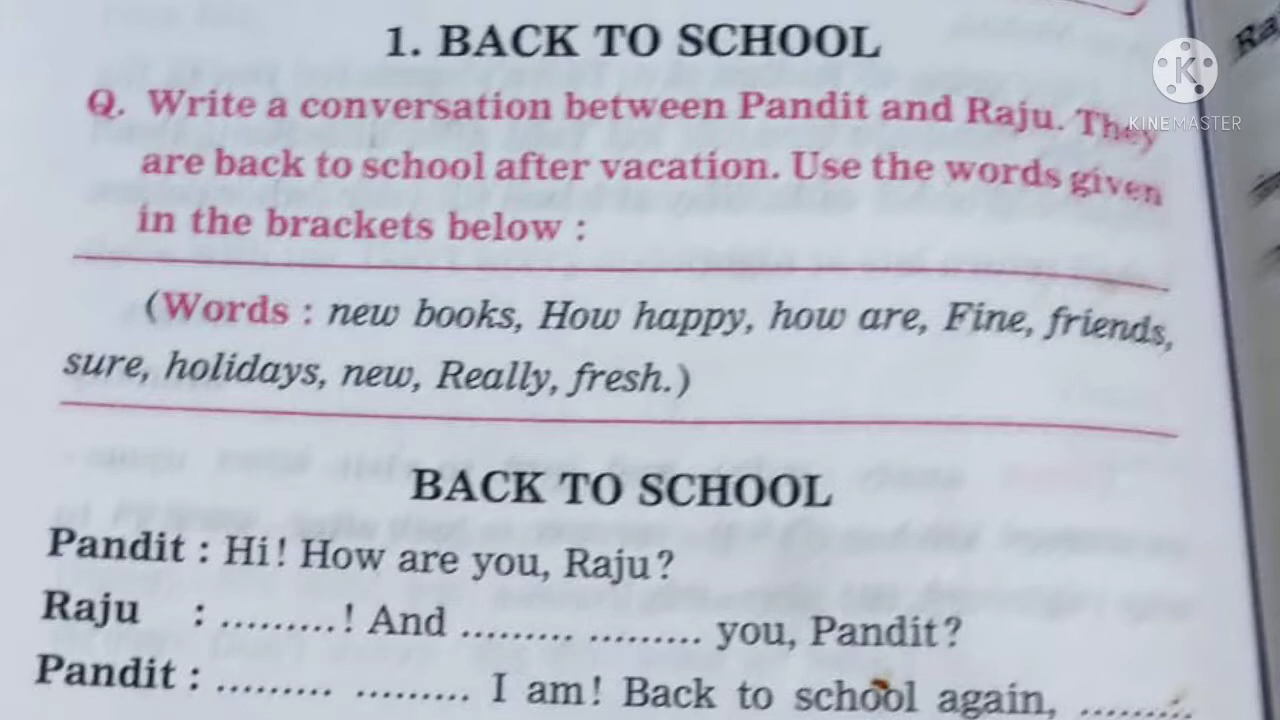 1. BACK TO SCHOOL
Q. Write a conversation between Pandit and Raju. They
are back to school after vacation. Use the words given
in the brackets below :
(Words : new books, How happy, how are, Fine, friends,
sure, holidays, new, Really, fresh.)
BACK TO SCHOOL
Pandit : Hi! How are you, Raju?
Raju : .........! And ......... ......... you, Pandit?
Pandit : ......... ......... I am! Back to school again, .........
K
KINEMASTER